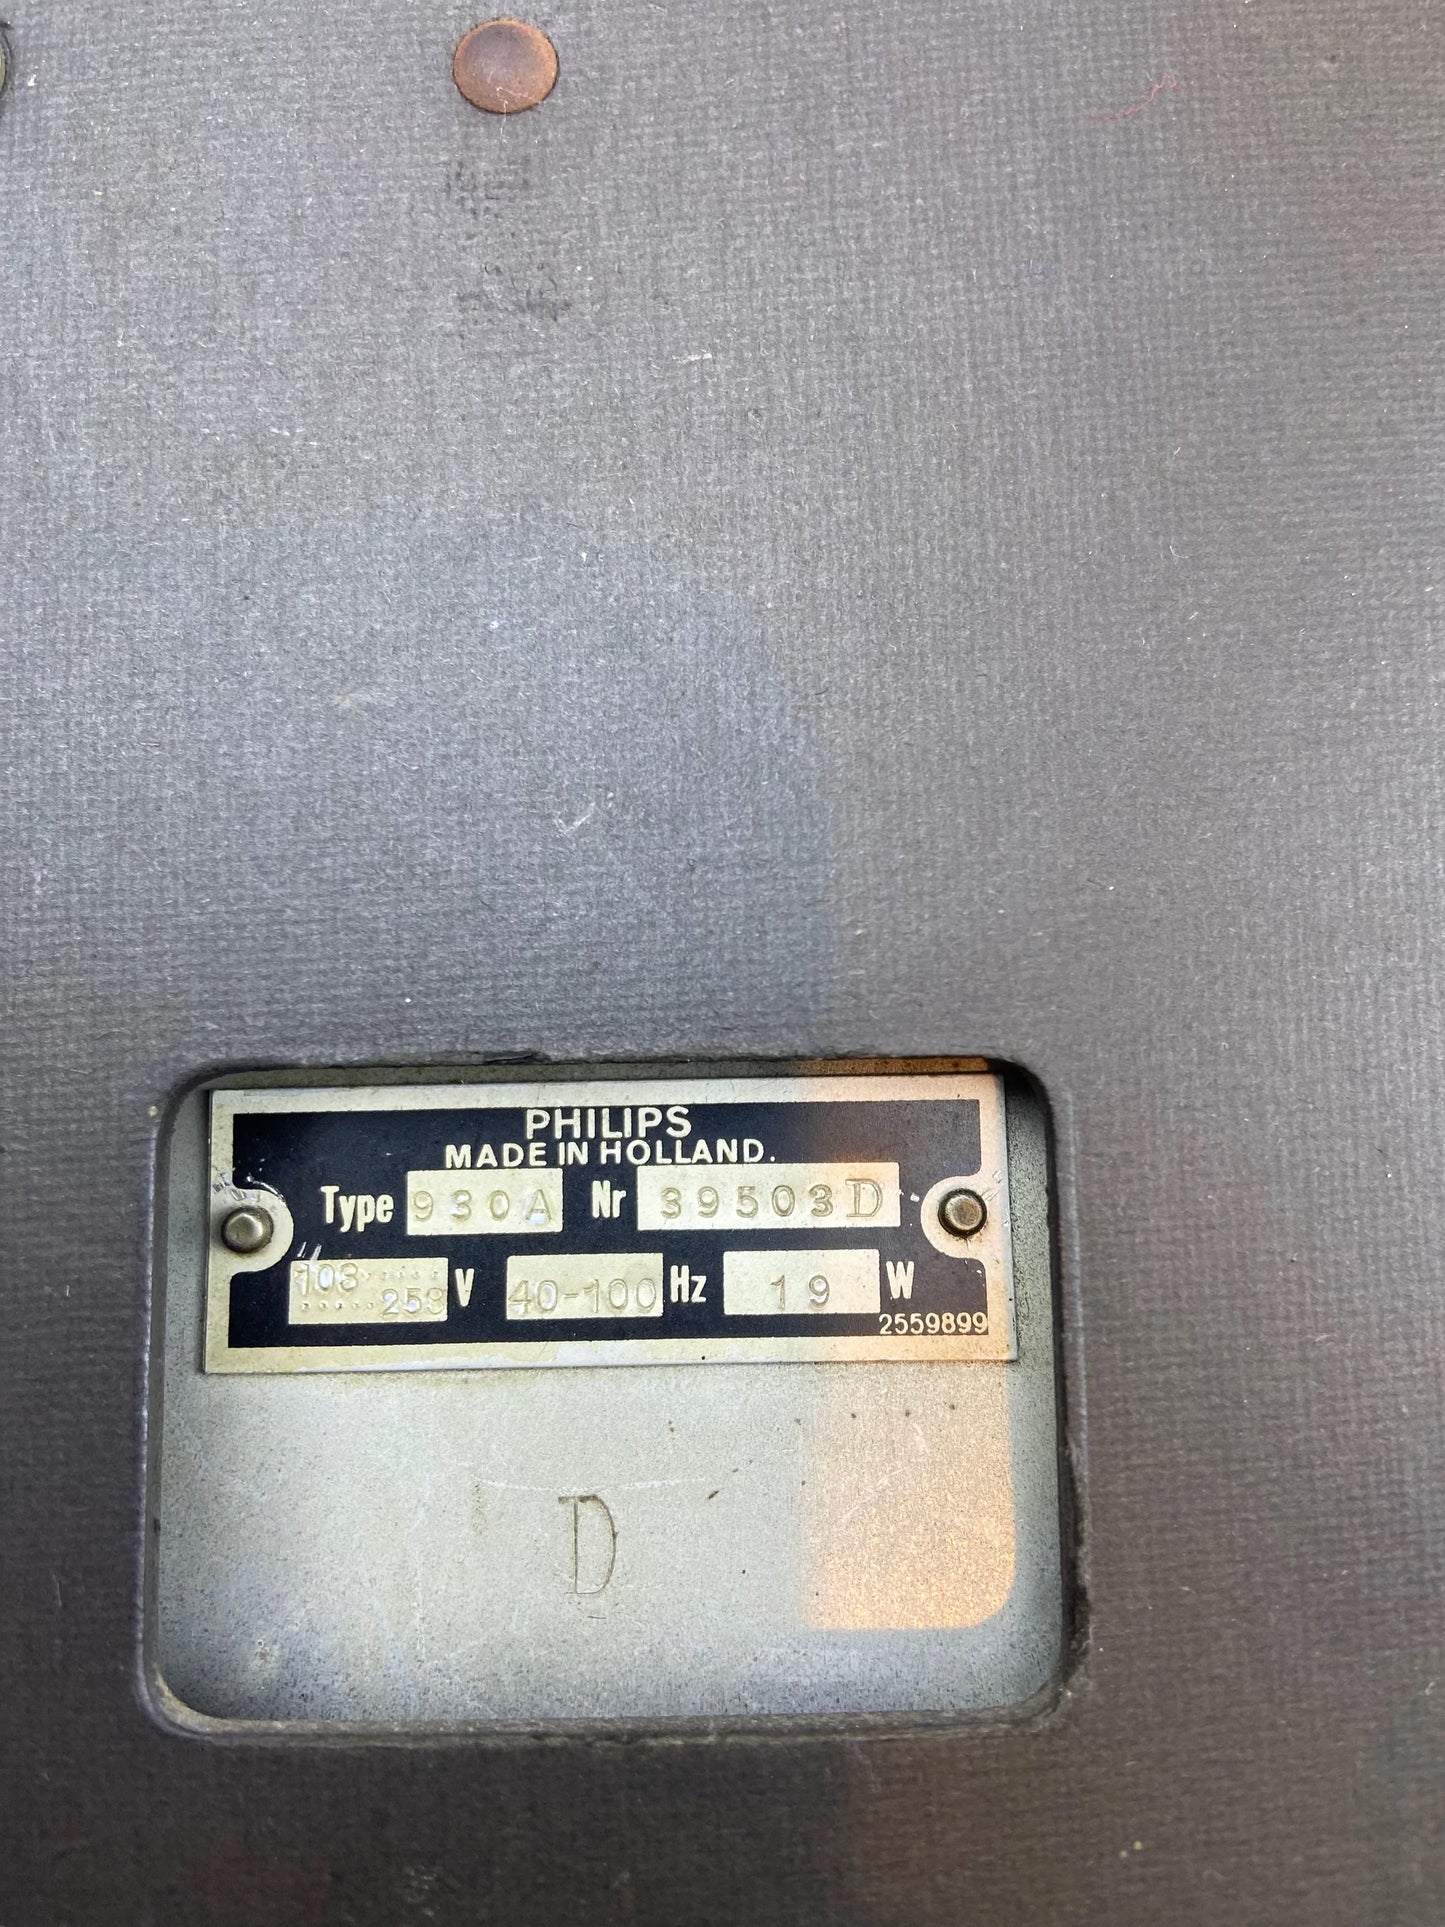 PHILIPS
MADE IN HOLLAND.
Type 930A Nr 39503D
103.....
.....253 V 40-100 Hz 19 W
2559899
D